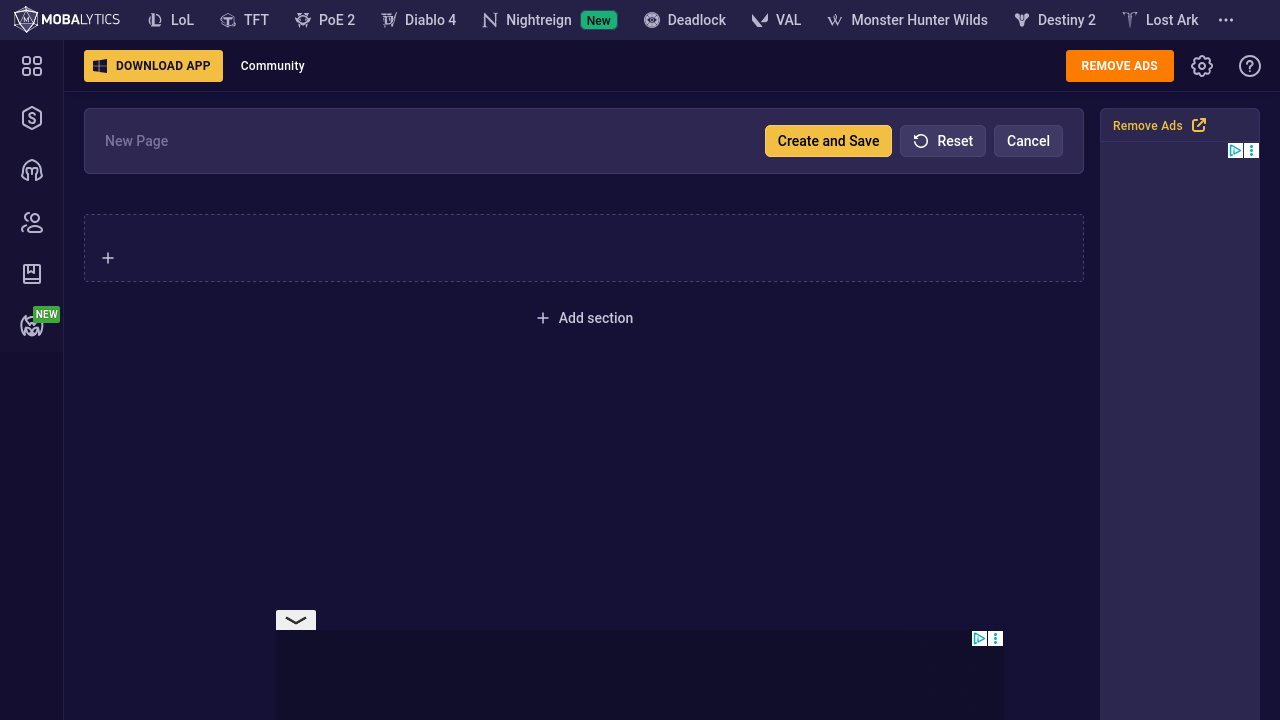 MOBALYTICS LoL TFT PoE 2 Diablo 4 Nightreign New Deadlock VAL Monster Hunter Wilds Destiny 2 Lost Ark
DOWNLOAD APP Community REMOVE ADS
New Page Create and Save Reset Cancel
Remove Ads
Add section
NEW